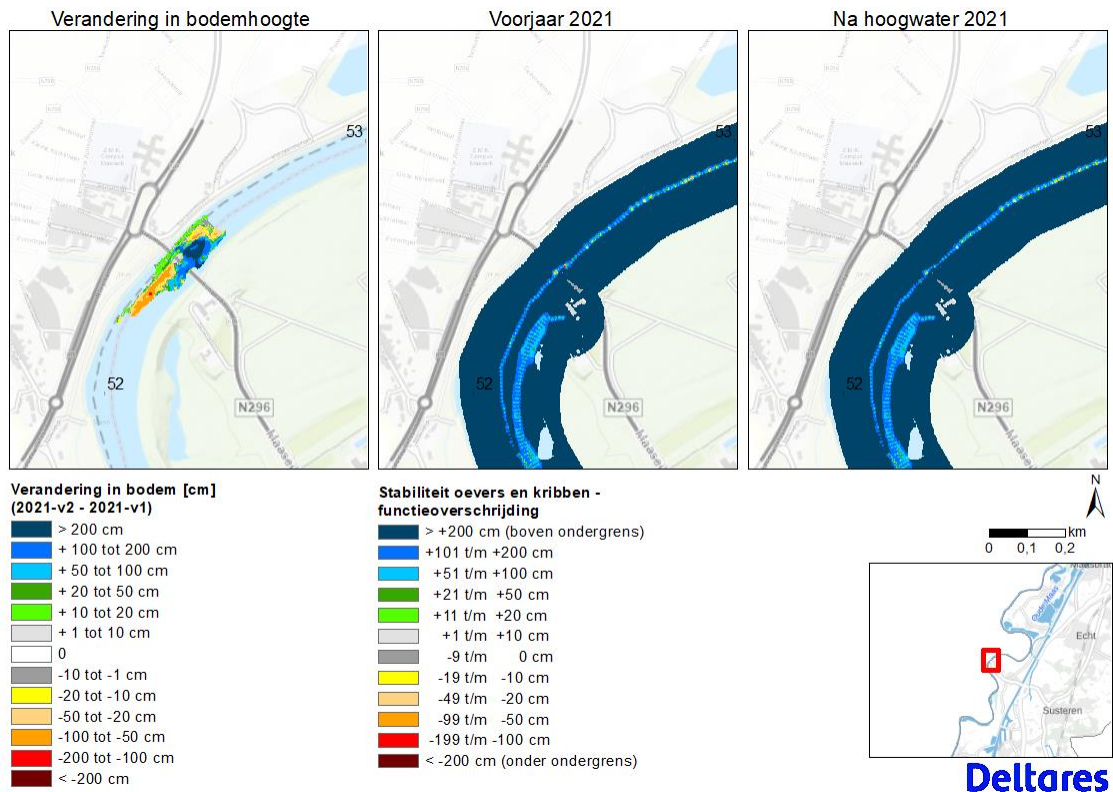 Verandering in bodemhoogte
Voorjaar 2021
Na hoogwater 2021
53
52
N296
53
52
N296
53
52
N296
Verandering in bodem [cm]
(2021-v2 - 2021-v1)
> 200 cm
+ 100 tot 200 cm
+ 50 tot 100 cm
+ 20 tot 50 cm
+ 10 tot 20 cm
+ 1 tot 10 cm
0
-10 tot -1 cm
-20 tot -10 cm
-50 tot -20 cm
-100 tot -50 cm
-200 tot -100 cm
< -200 cm
Stabiliteit oevers en kribben -
functieoverschrijding
> +200 cm (boven ondergrens)
+101 t/m +200 cm
+51 t/m +100 cm
+21 t/m +50 cm
+11 t/m +20 cm
+1 t/m +10 cm
-9 t/m 0 cm
-19 t/m -10 cm
-49 t/m -20 cm
-99 t/m -50 cm
-199 t/m -100 cm
< -200 cm (onder ondergrens)
N
km
0 0,1 0,2
Oude Maas
Echt
Susteren
Deltares